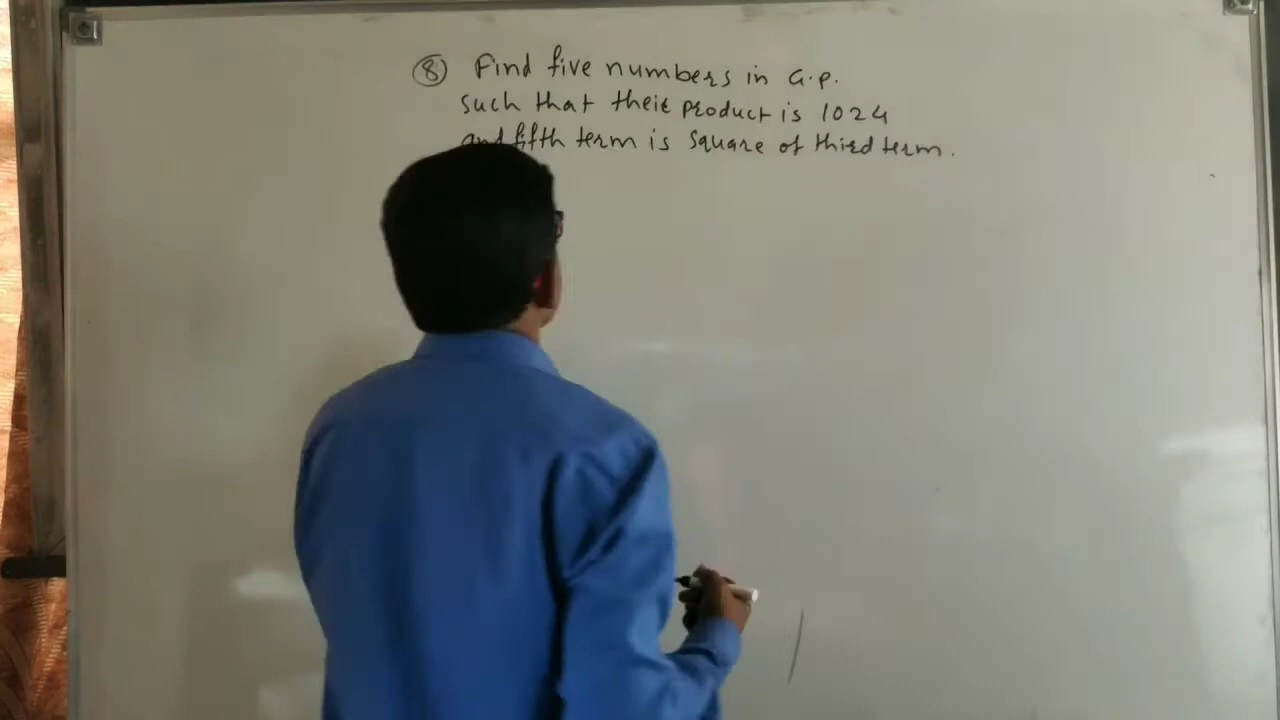 ⑧ Find five numbers in G.P.
such that their product is 1024
and fifth term is square of third term.